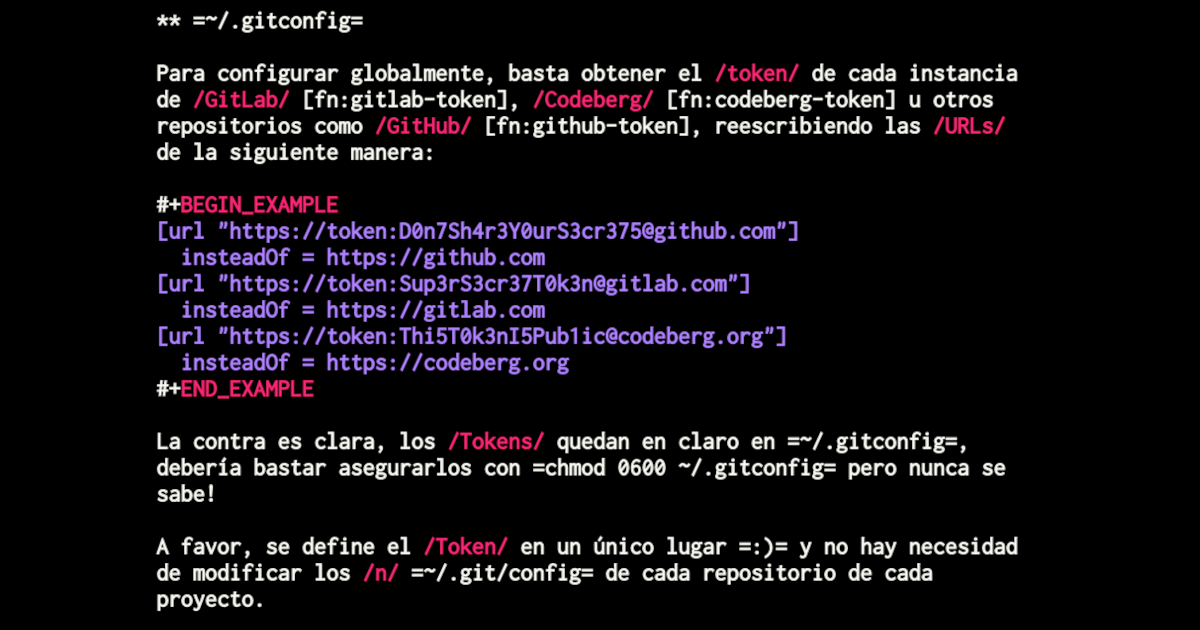 ** =~/.gitconfig=
Para configurar globalmente, basta obtener el /token/ de cada instancia
de /GitLab/ [fn:gitlab-token], /Codeberg/ [fn:codeberg-token] u otros
repositorios como /GitHub/ [fn:github-token], reescribiendo las /URLs/
de la siguiente manera:
#+BEGIN_EXAMPLE
[url "https://token:D0n7Sh4r3Y0urS3cr375@github.com"]
  insteadOf = https://github.com
[url "https://token:Sup3rS3cr37T0k3n@gitlab.com"]
  insteadOf = https://gitlab.com
[url "https://token:Thi5T0k3nI5Pub1ic@codeberg.org"]
  insteadOf = https://codeberg.org
#+END_EXAMPLE
La contra es clara, los /Tokens/ quedan en claro en =~/.gitconfig=,
debería bastar asegurarlos con =chmod 0600 ~/.gitconfig= pero nunca se
sabe!
A favor, se define el /Token/ en un único lugar =:)= y no hay necesidad
de modificar los /n/ =~/.git/config= de cada repositorio de cada
proyecto.